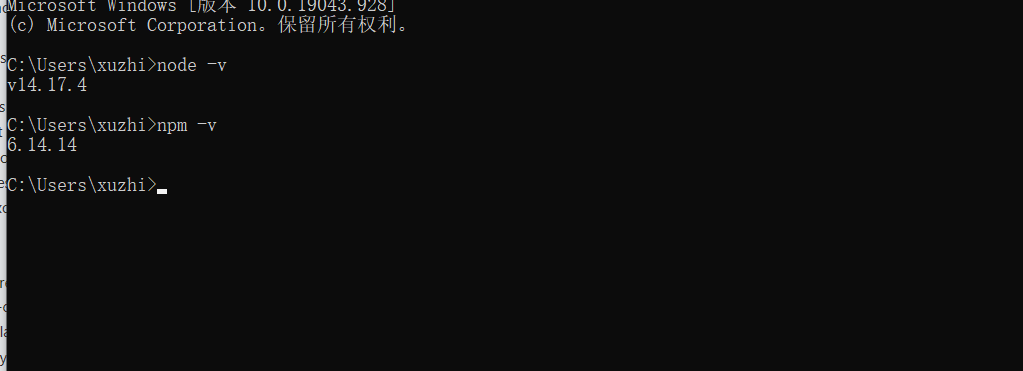 Microsoft Windows [版本 10.0.19043.928]
(c) Microsoft Corporation。保留所有权利。
C:\Users\xuzhi>node -v
v14.17.4
C:\Users\xuzhi>npm -v
6.14.14
C:\Users\xuzhi>